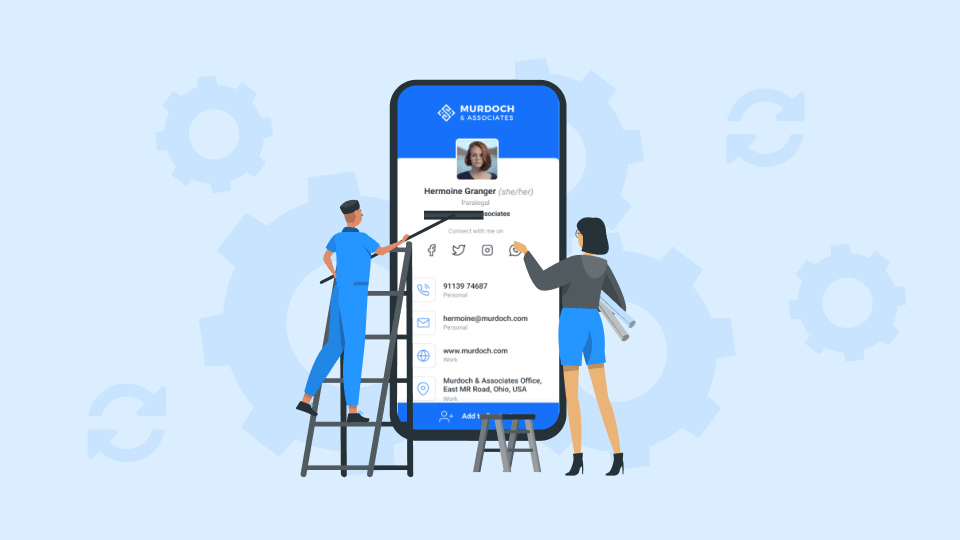 MURDOCH
& ASSOCIATES
Hermoine Granger (she/her)
Paralegal
sociates
Connect with me on
91139 74687
Personal
hermoine@murdoch.com
Personal
www.murdoch.com
Work
Murdoch & Associates Office,
East MR Road, Ohio, USA
Work
Add